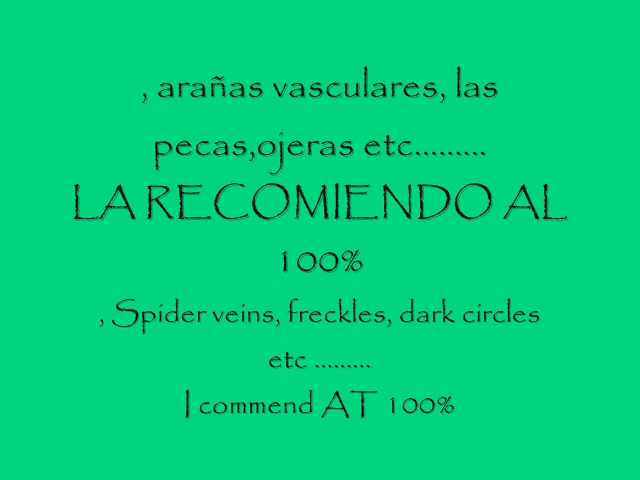 , arañas vasculares, las
pecas,ojeras etc.........
LA RECOMIENDO AL
100%
, Spider veins, freckles, dark circles
etc .........
I commend AT 100%